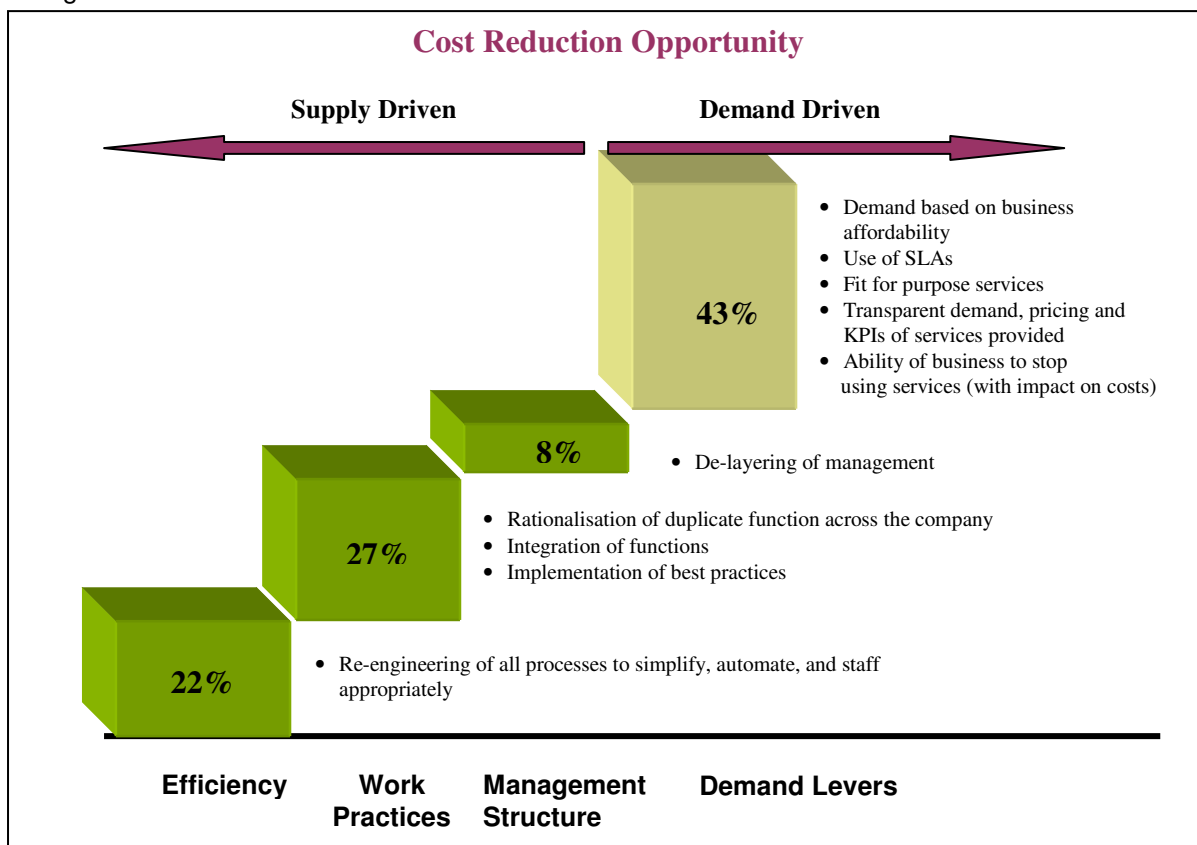 Cost Reduction Opportunity
Supply Driven
Demand Driven
• Demand based on business
affordability
• Use of SLAs
• Fit for purpose services
• Transparent demand, pricing and
KPIs of services provided
• Ability of business to stop
using services (with impact on costs)
43%
8%
• De-layering of management
27%
• Rationalisation of duplicate function across the company
• Integration of functions
• Implementation of best practices
22%
• Re-engineering of all processes to simplify, automate, and staff
appropriately
Efficiency
Work
Practices
Management
Structure
Demand Levers